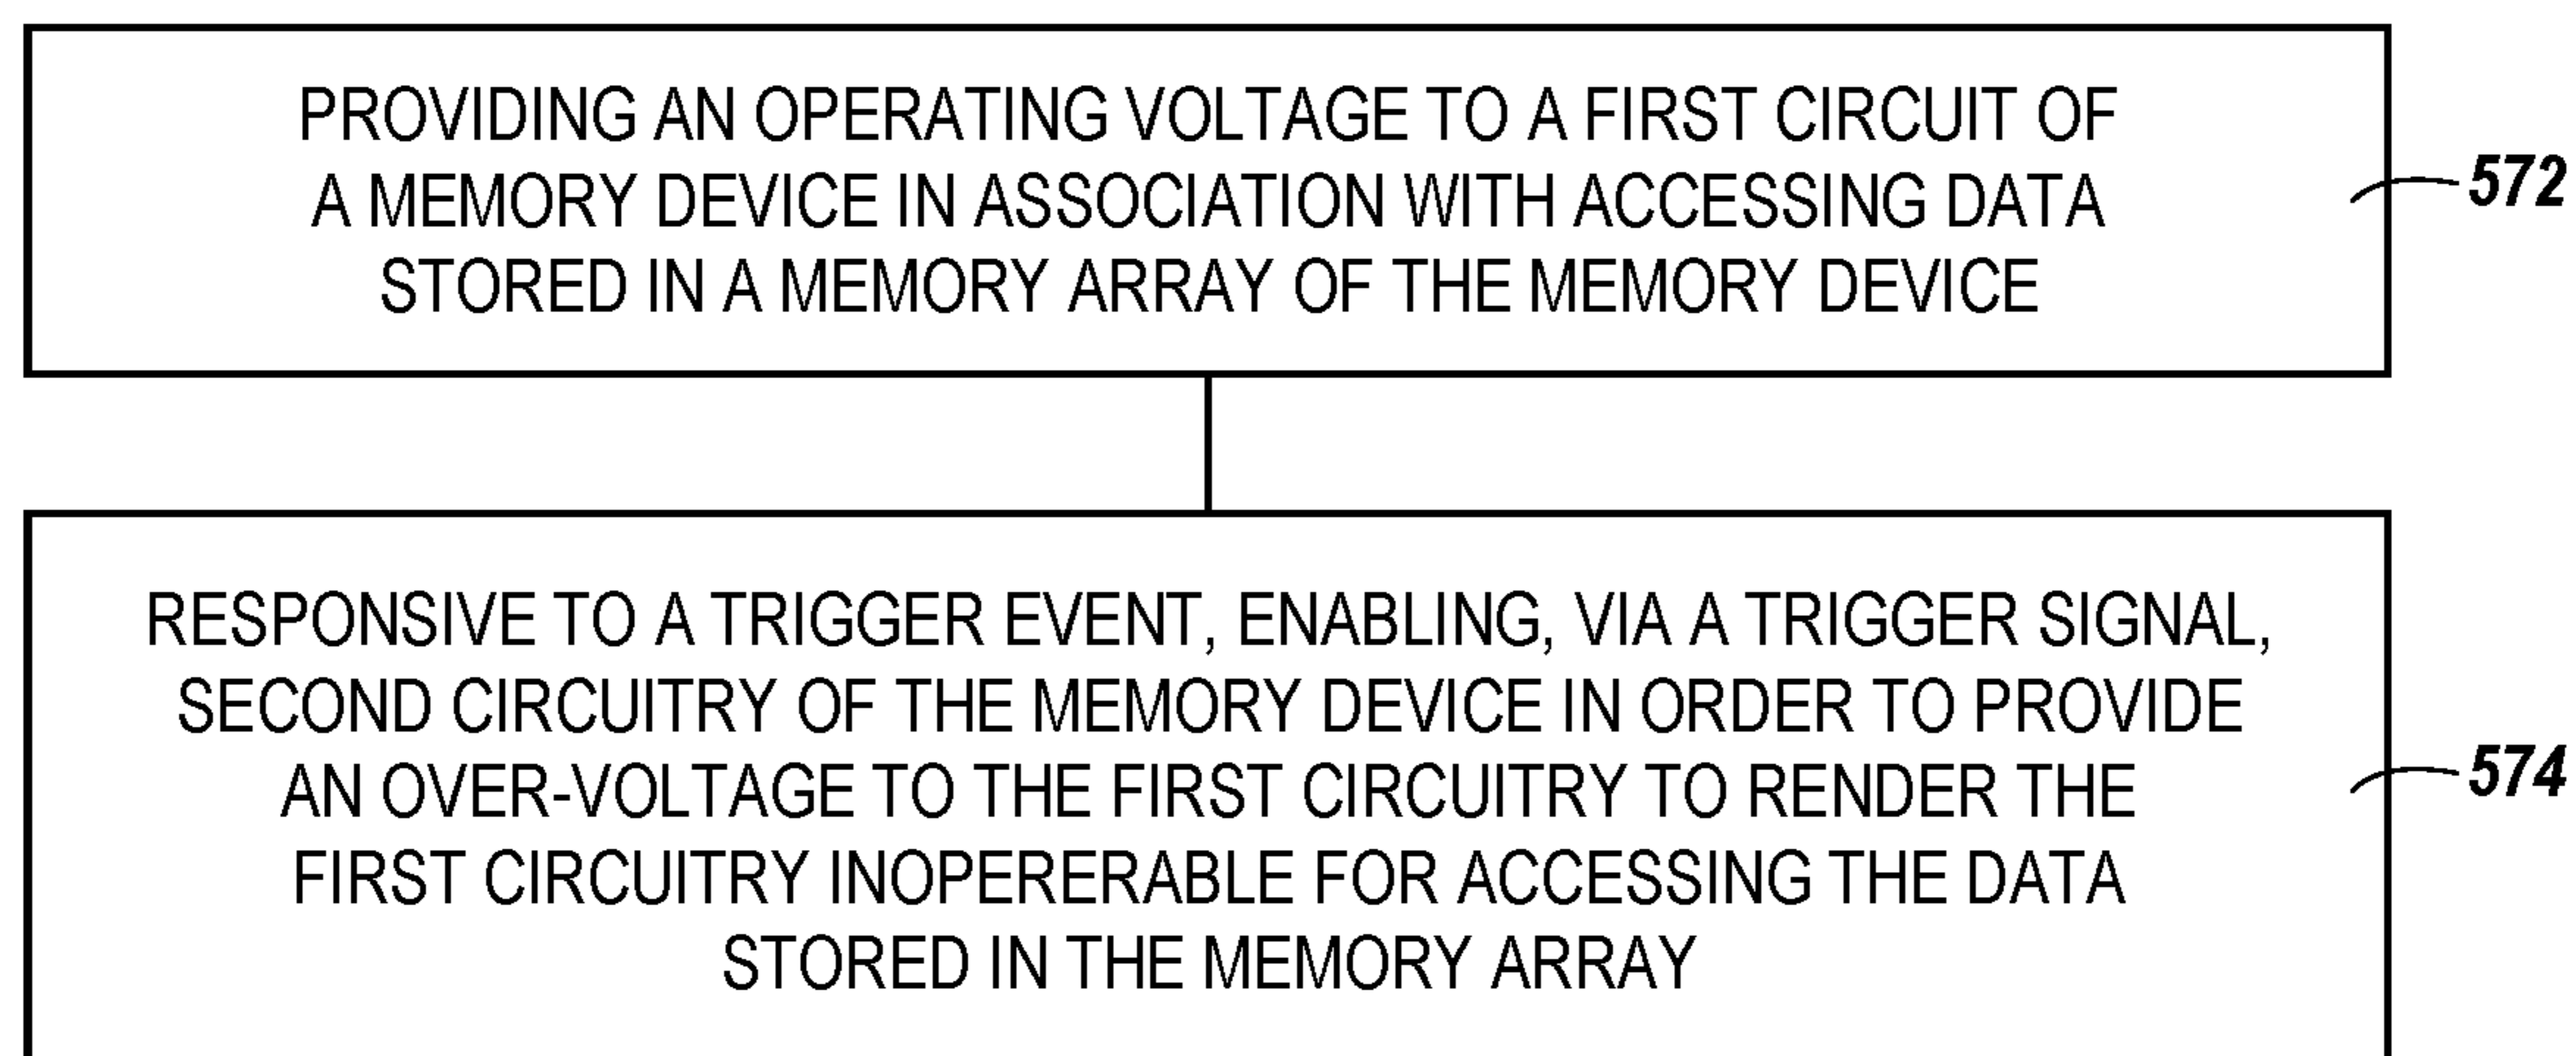 PROVIDING AN OPERATING VOLTAGE TO A FIRST CIRCUIT OF
A MEMORY DEVICE IN ASSOCIATION WITH ACCESSING DATA
STORED IN A MEMORY ARRAY OF THE MEMORY DEVICE
572
RESPONSIVE TO A TRIGGER EVENT, ENABLING, VIA A TRIGGER SIGNAL,
SECOND CIRCUITRY OF THE MEMORY DEVICE IN ORDER TO PROVIDE
AN OVER-VOLTAGE TO THE FIRST CIRCUITRY TO RENDER THE
FIRST CIRCUITRY INOPERERABLE FOR ACCESSING THE DATA
STORED IN THE MEMORY ARRAY
574